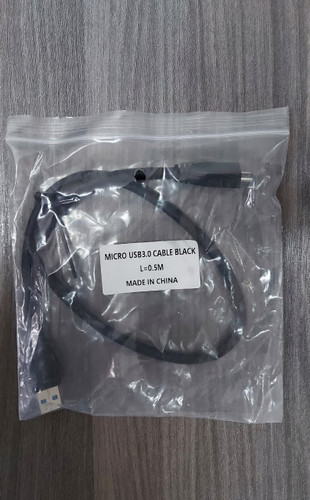 MICRO USB3.0 CABLE BLACK
L=0.5M
MADE IN CHINA